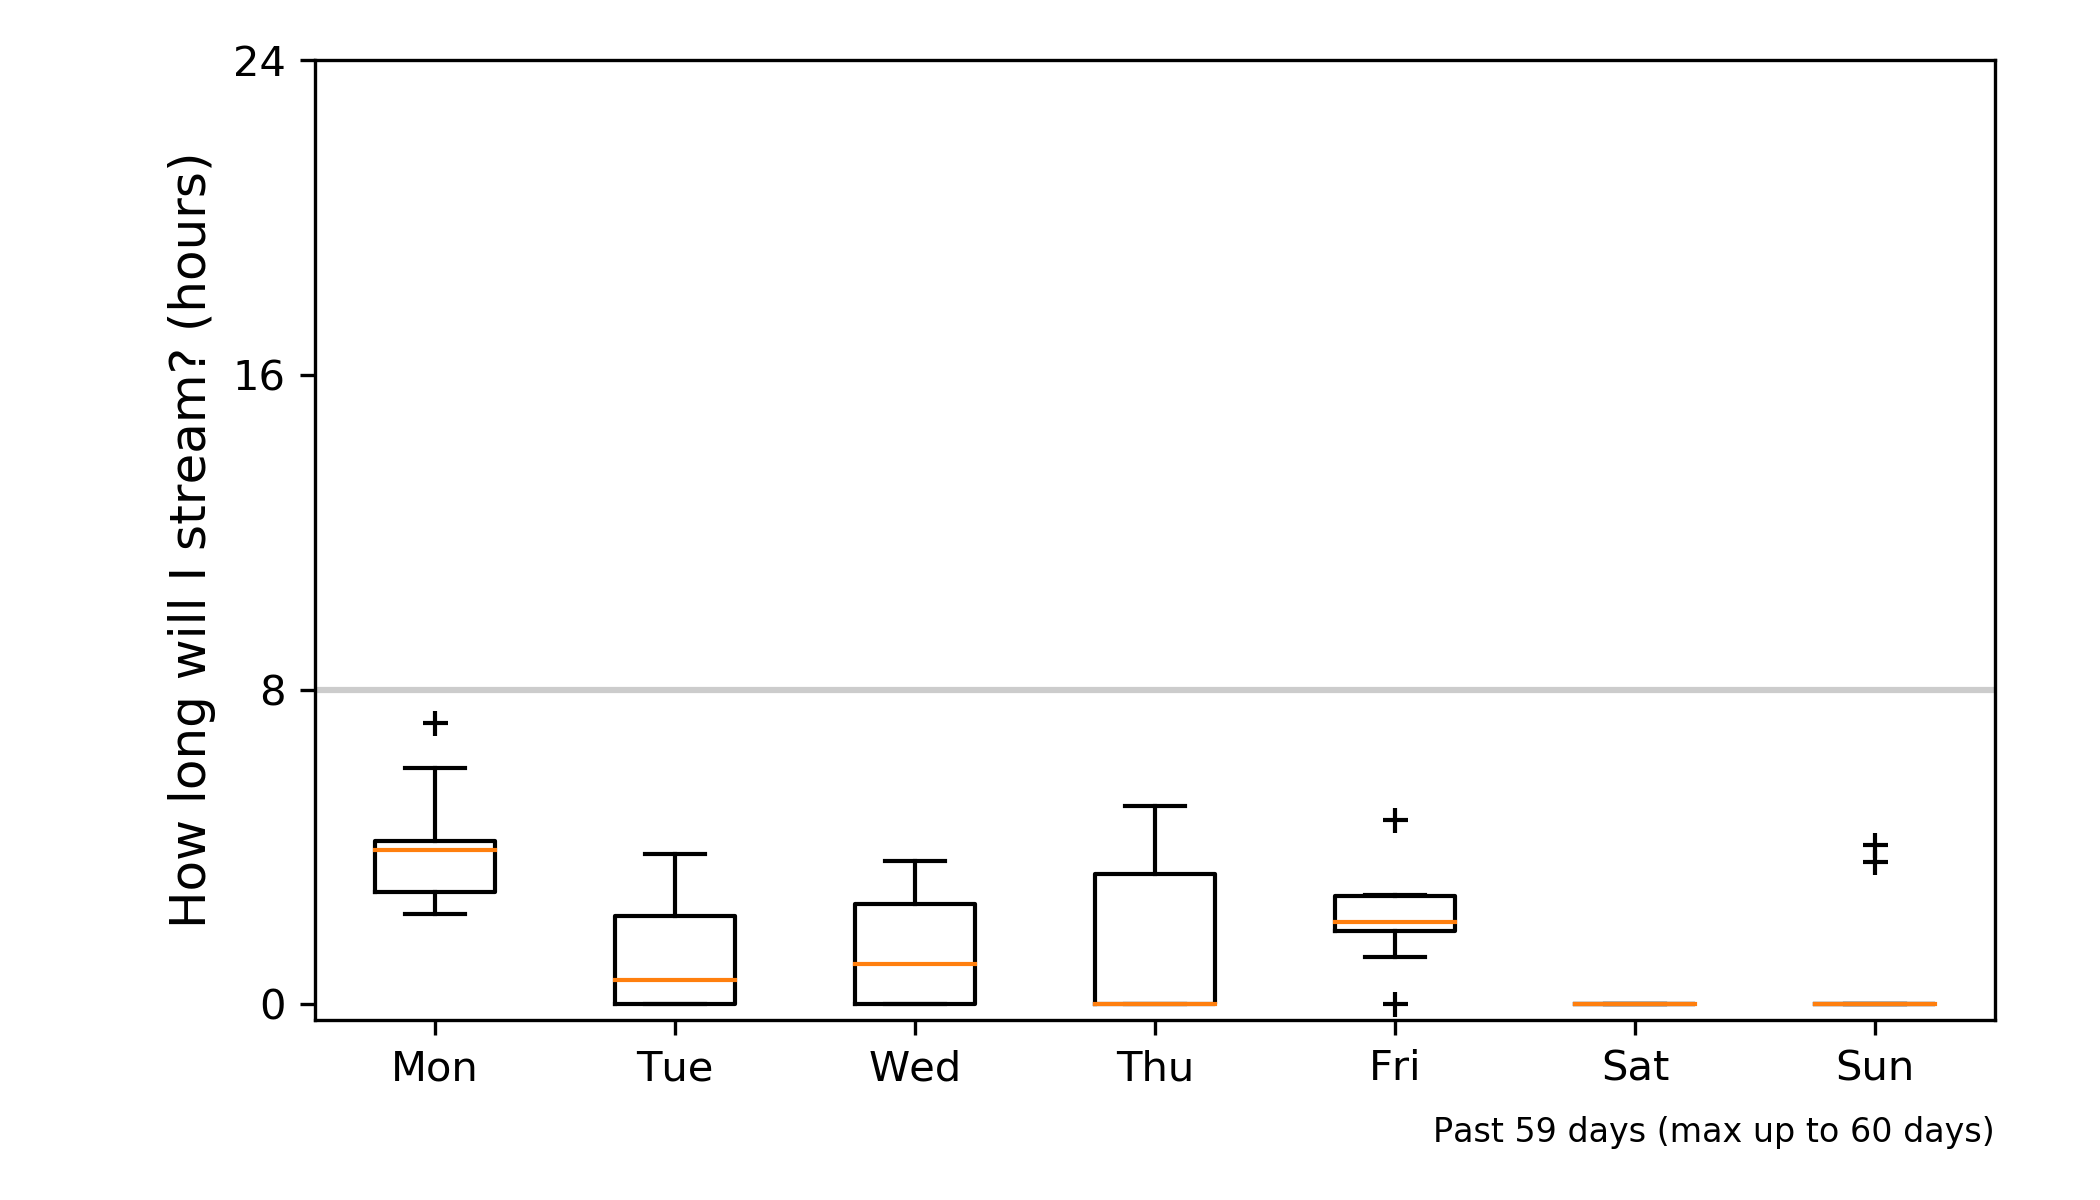 How long will I stream? (hours)
24
16
8
0
Mon Tue Wed Thu Fri Sat Sun
Past 59 days (max up to 60 days)